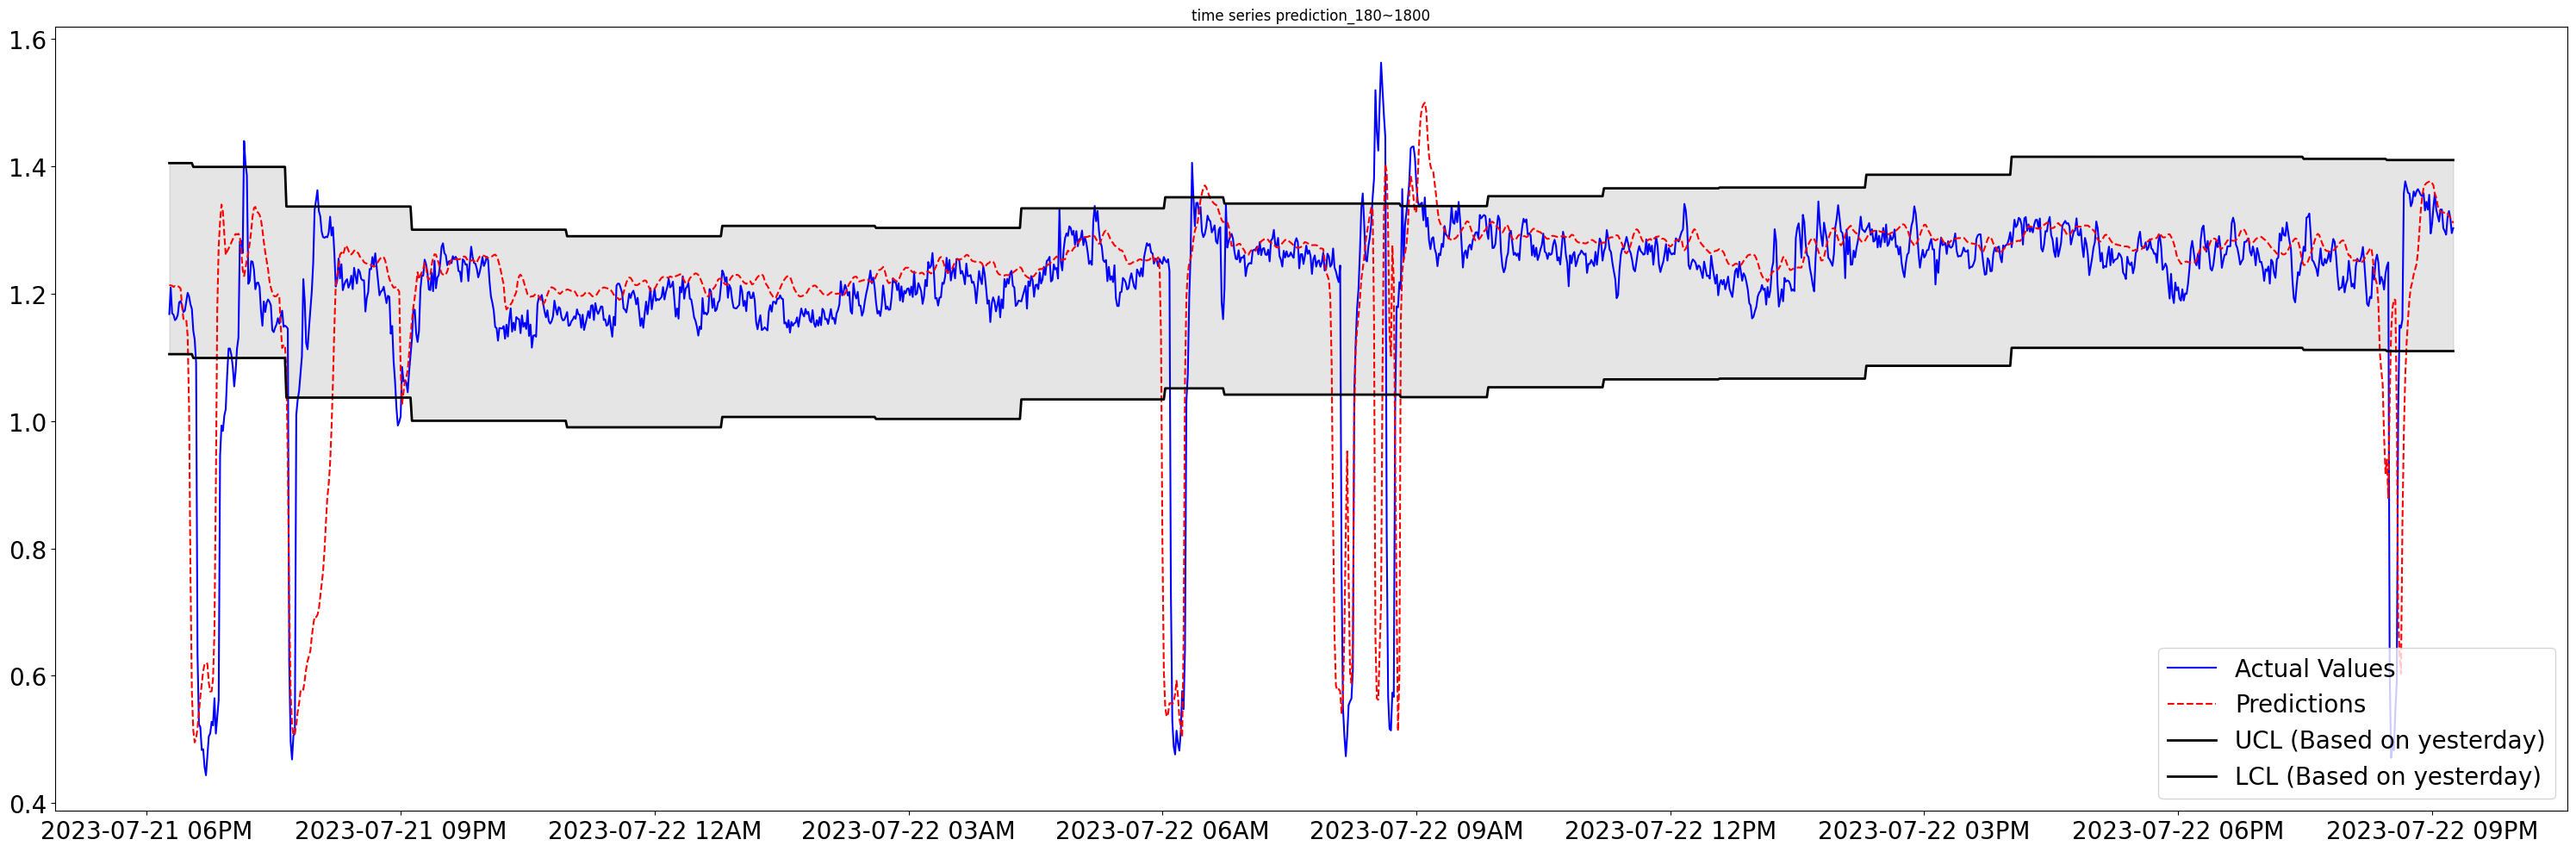 time series prediction_180~1800
1.6
1.4
1.2
1.0
0.8
0.6
0.4
Actual Values
Predictions
UCL (Based on yesterday)
LCL (Based on yesterday)
2023-07-21 06PM
2023-07-21 09PM
2023-07-22 12AM
2023-07-22 03AM
2023-07-22 06AM
2023-07-22 09AM
2023-07-22 12PM
2023-07-22 03PM
2023-07-22 06PM
2023-07-22 09PM